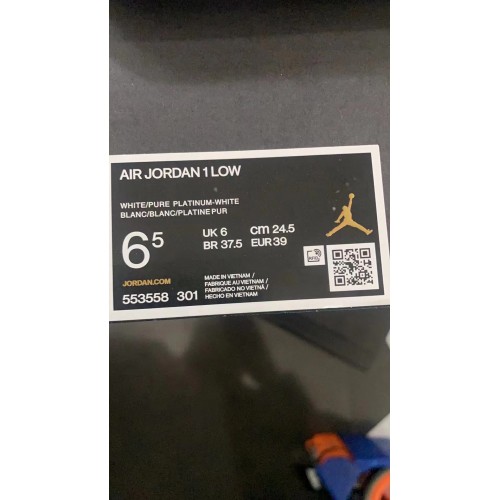 AIR JORDAN 1 LOW
WHITE/PURE PLATINUM-WHITE
BLANC/BLANC/PLATINE PUR
6 5
UK 6 cm 24.5
BR 37.5 EUR 39
JORDAN.COM
553558 301
MADE IN VIETNAM /
FABRIQUE AU VIETNAM /
FABRICADO NO VIETNÃ /
HECHO EN VIETNAM
RFID